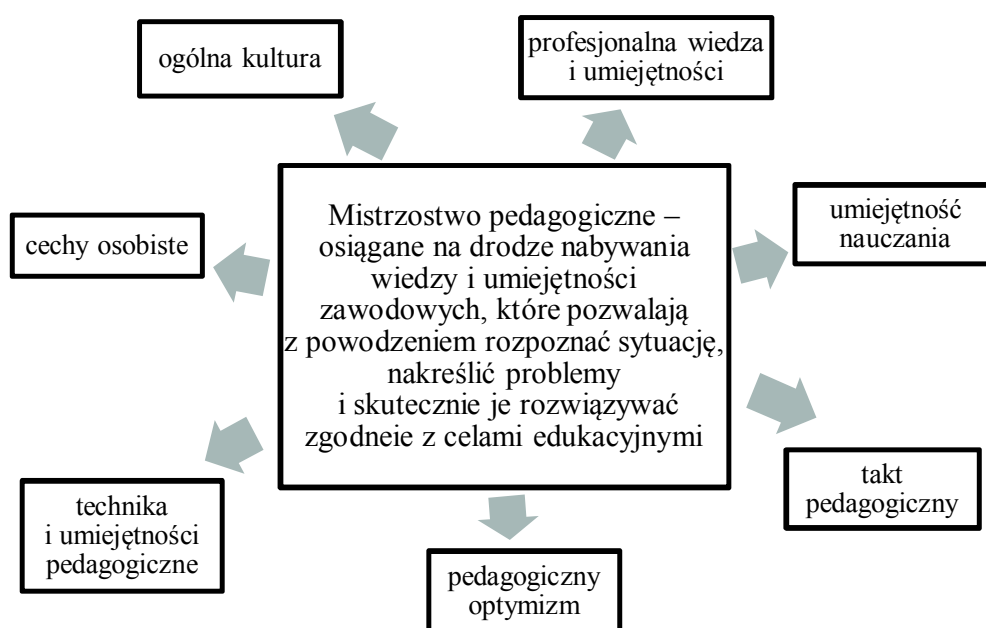 ogólna kultura
profesjonalna wiedza
i umiejętności
cechy osobiste
Mistrzostwo pedagogiczne –
osiągane na drodze nabywania
wiedzy i umiejętności
zawodowych, które pozwalają
z powodzeniem rozpoznać sytuację,
nakreślić problemy
i skutecznie je rozwiązywać
zgodneie z celami edukacyjnymi
umiejętność
nauczania
technika
i umiejętności
pedagogiczne
pedagogiczny
optymizm
takt
pedagogiczny